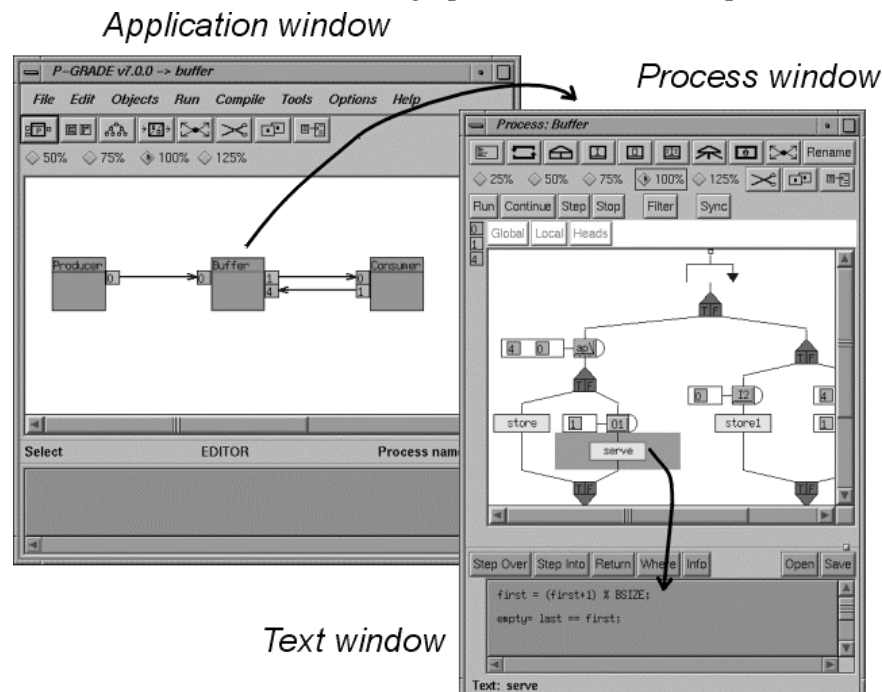 Application window
P-GRADE v7.0.0 -> buffer
File Edit Objects Run Compile Tools Options Help
50% 75% 100% 125%
Producer 0 0 Buffer 1 4 Consumer 0 1
Select EDITOR Process nam
Process window
Process: Buffer
Rename
25% 50% 75% 100% 125%
Run Continue Step Stop Filter Sync
0 1 4
Global Local Heads
T F
T F
4 0 ap\
T F
0 I2 4
store 1 O1 store1 1
serve
T F T F
Step Over Step Into Return Where Info Open Save
first = (first+1) % BSIZE;
empty= last == first;
Text window
Text: serve